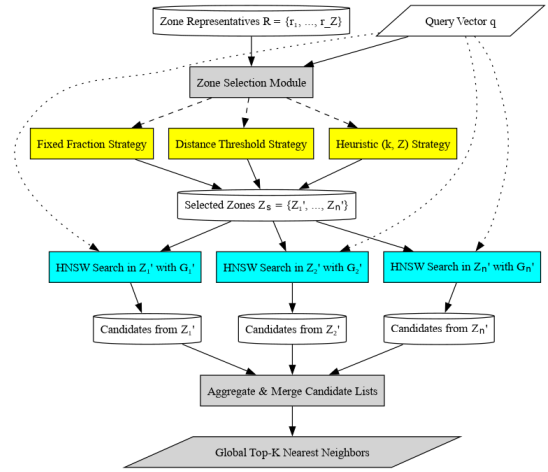 Zone Representatives R = {r₁, ..., r_Z}
Query Vector q
Zone Selection Module
Fixed Fraction Strategy
Distance Threshold Strategy
Heuristic (k, Z) Strategy
Selected Zones Zₛ = {Z₁', ..., Zₙ'}
HNSW Search in Z₁' with G₁'
HNSW Search in Z₂' with G₂'
HNSW Search in Zₙ' with Gₙ'
Candidates from Z₁'
Candidates from Z₂'
Candidates from Zₙ'
Aggregate & Merge Candidate Lists
Global Top-K Nearest Neighbors